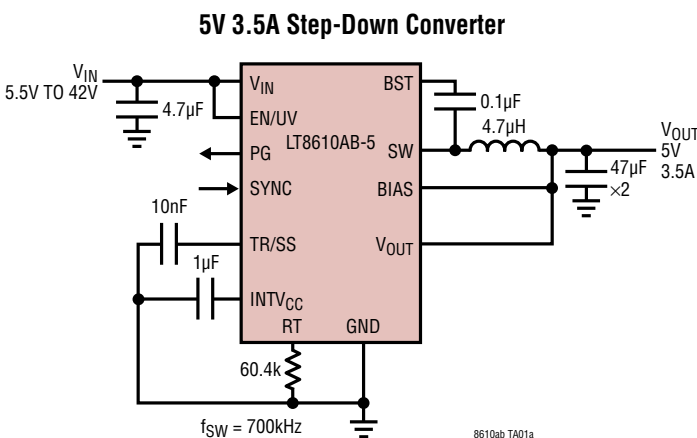 5V 3.5A Step-Down Converter
VIN
5.5V TO 42V
4.7µF
VIN
EN/UV
PG
SYNC
TR/SS
INTVCC
RT
GND
LT8610AB-5
BST
SW
BIAS
VOUT
0.1µF
4.7µH
VOUT
5V
3.5A
47µF
×2
10nF
1µF
60.4k
fSW = 700kHz
8610ab TA01a